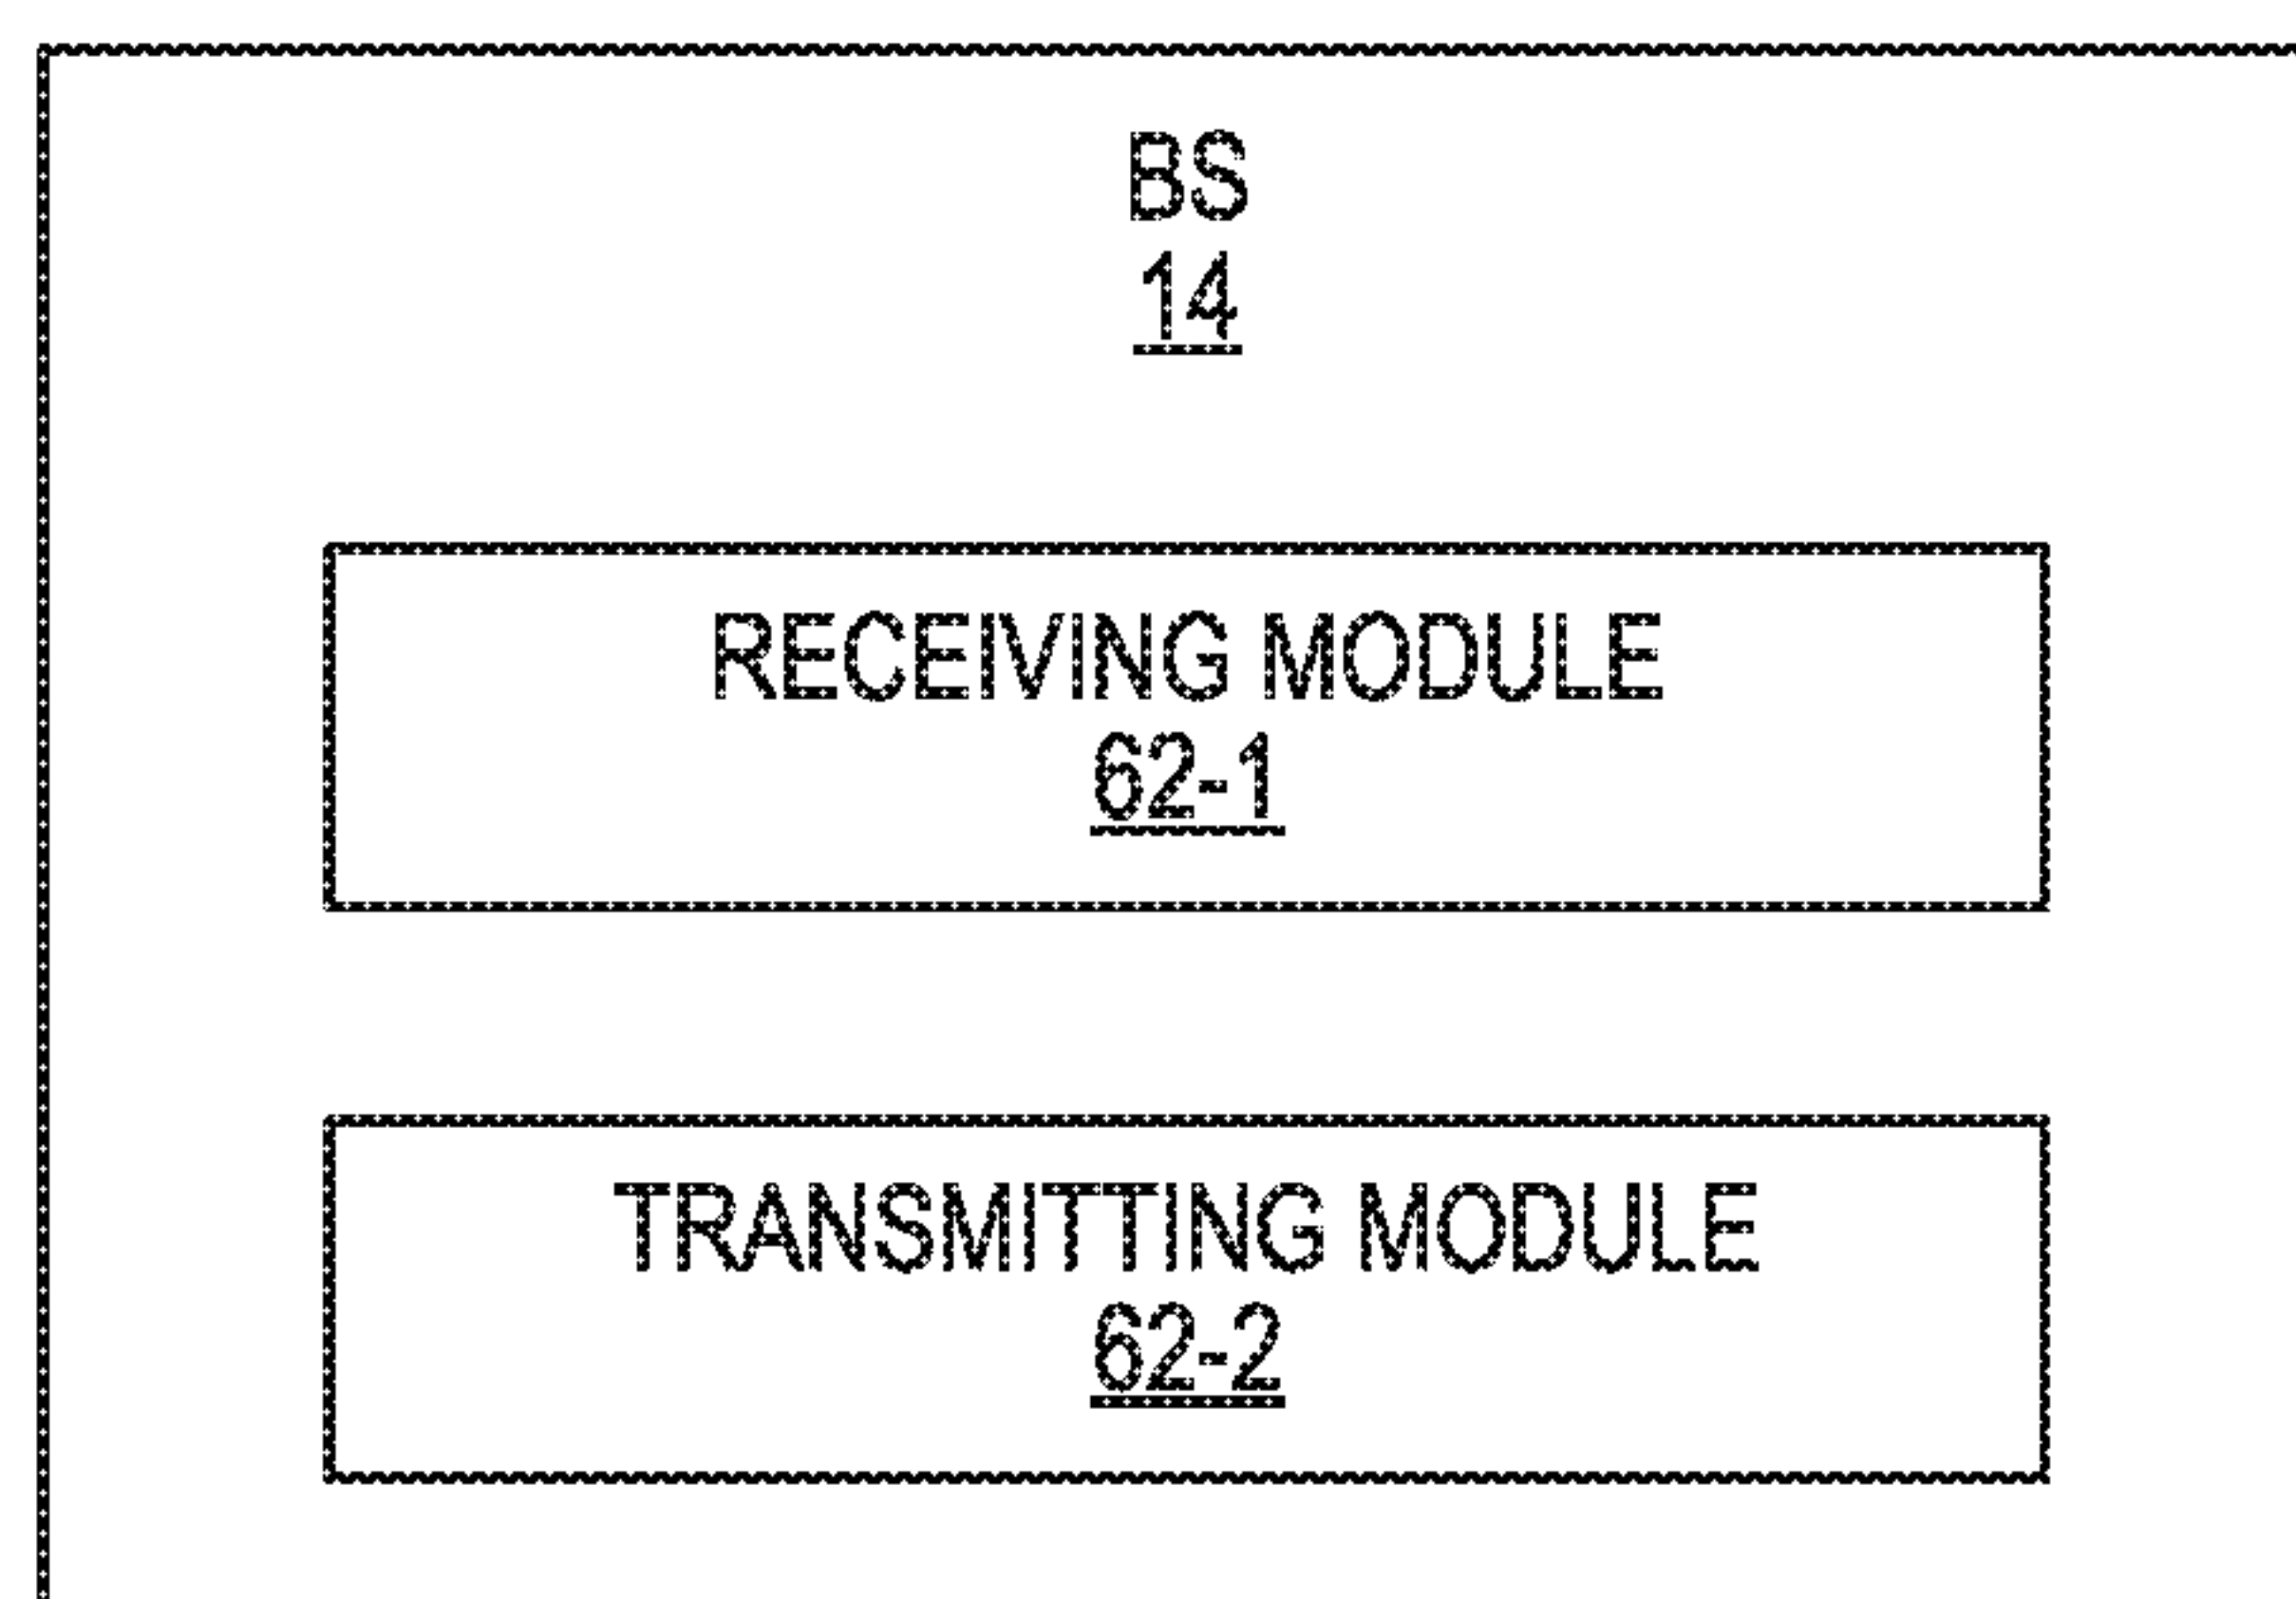 BS
14
RECEIVING MODULE
62-1
TRANSMITTING MODULE
62-2